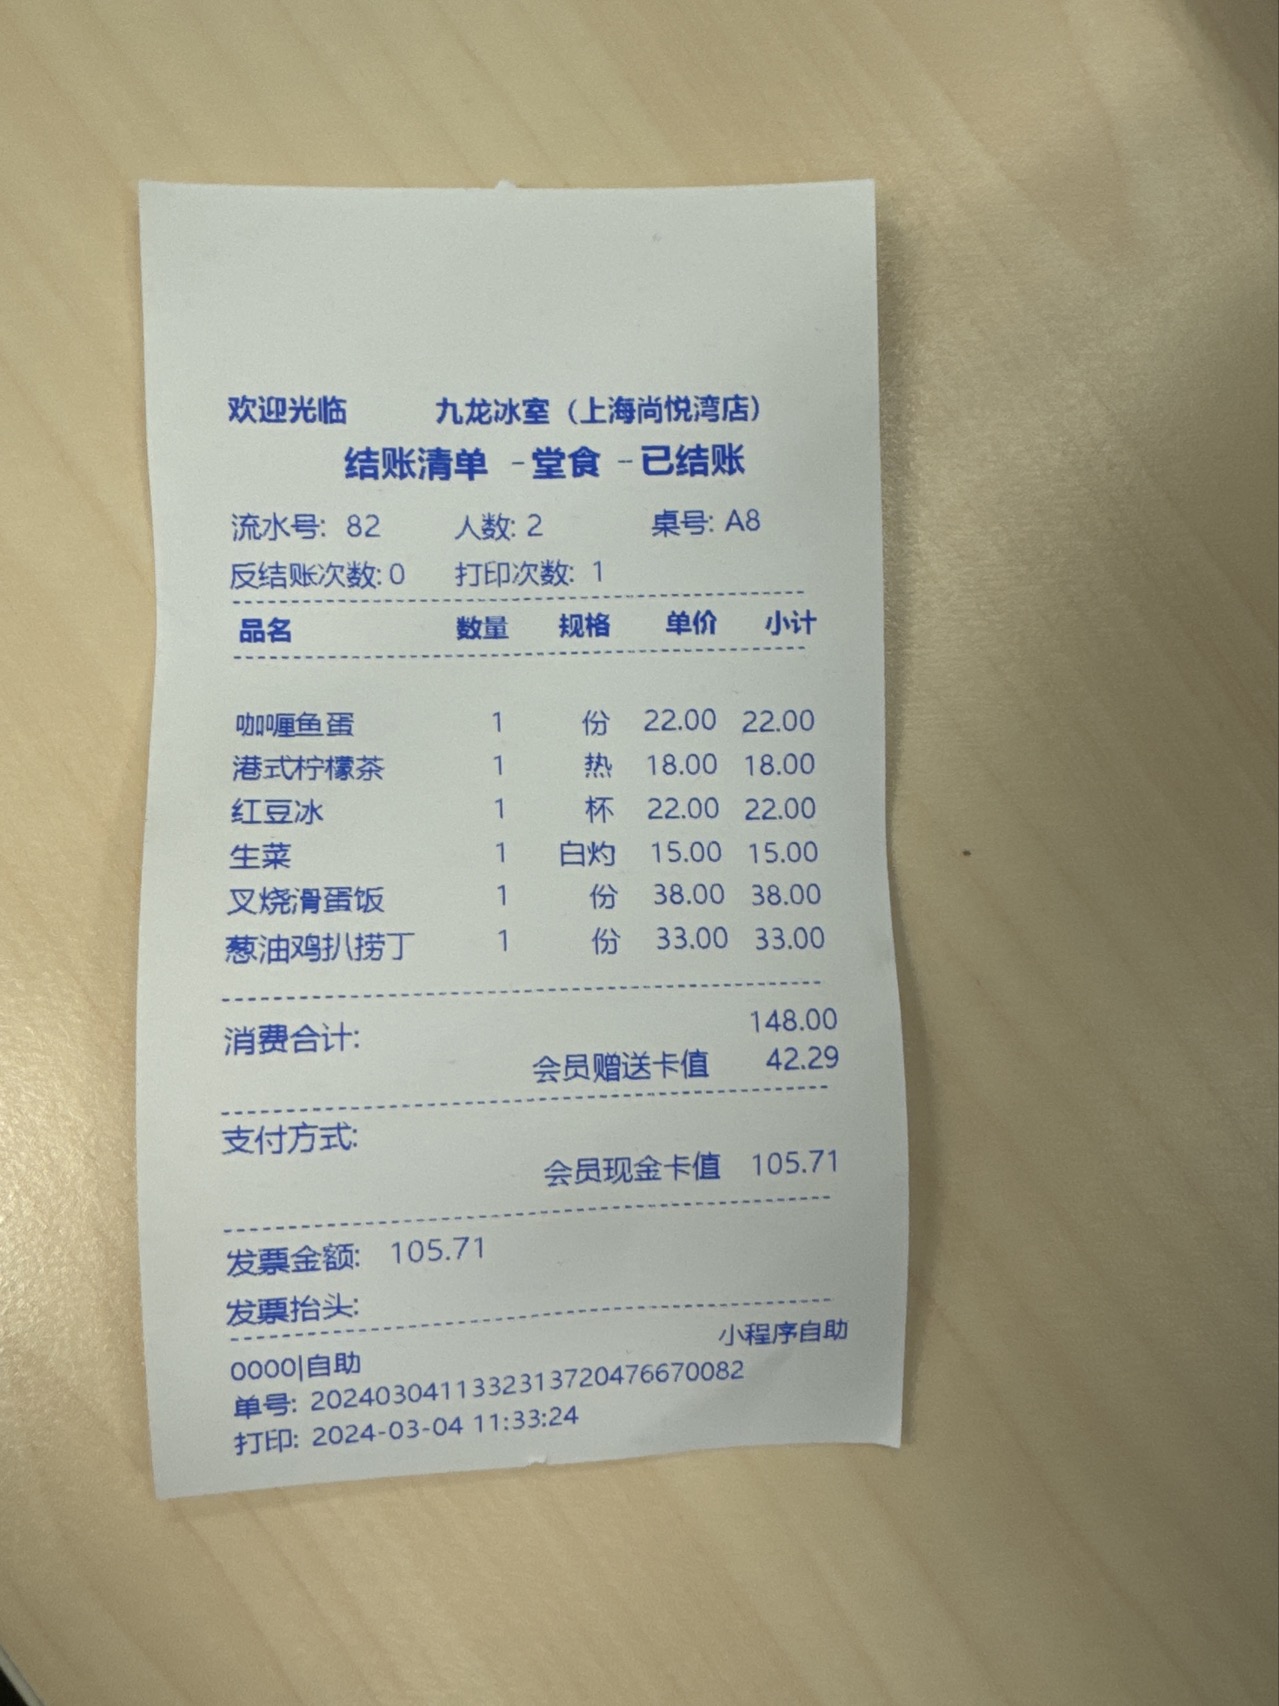 欢迎光临 九龙冰室（上海尚悦湾店）
结账清单 -堂食 -已结账
流水号: 82 人数: 2 桌号: A8
反结账次数: 0 打印次数: 1
品名 数量 规格 单价 小计
咖喱鱼蛋 1 份 22.00 22.00
港式柠檬茶 1 热 18.00 18.00
红豆冰 1 杯 22.00 22.00
生菜 1 白灼 15.00 15.00
叉烧滑蛋饭 1 份 38.00 38.00
葱油鸡扒捞丁 1 份 33.00 33.00
消费合计: 148.00
会员赠送卡值 42.29
支付方式:
会员现金卡值 105.71
发票金额: 105.71
发票抬头:
小程序自助
0000|自助
单号: 2024030411332313720476670082
打印: 2024-03-04 11:33:24